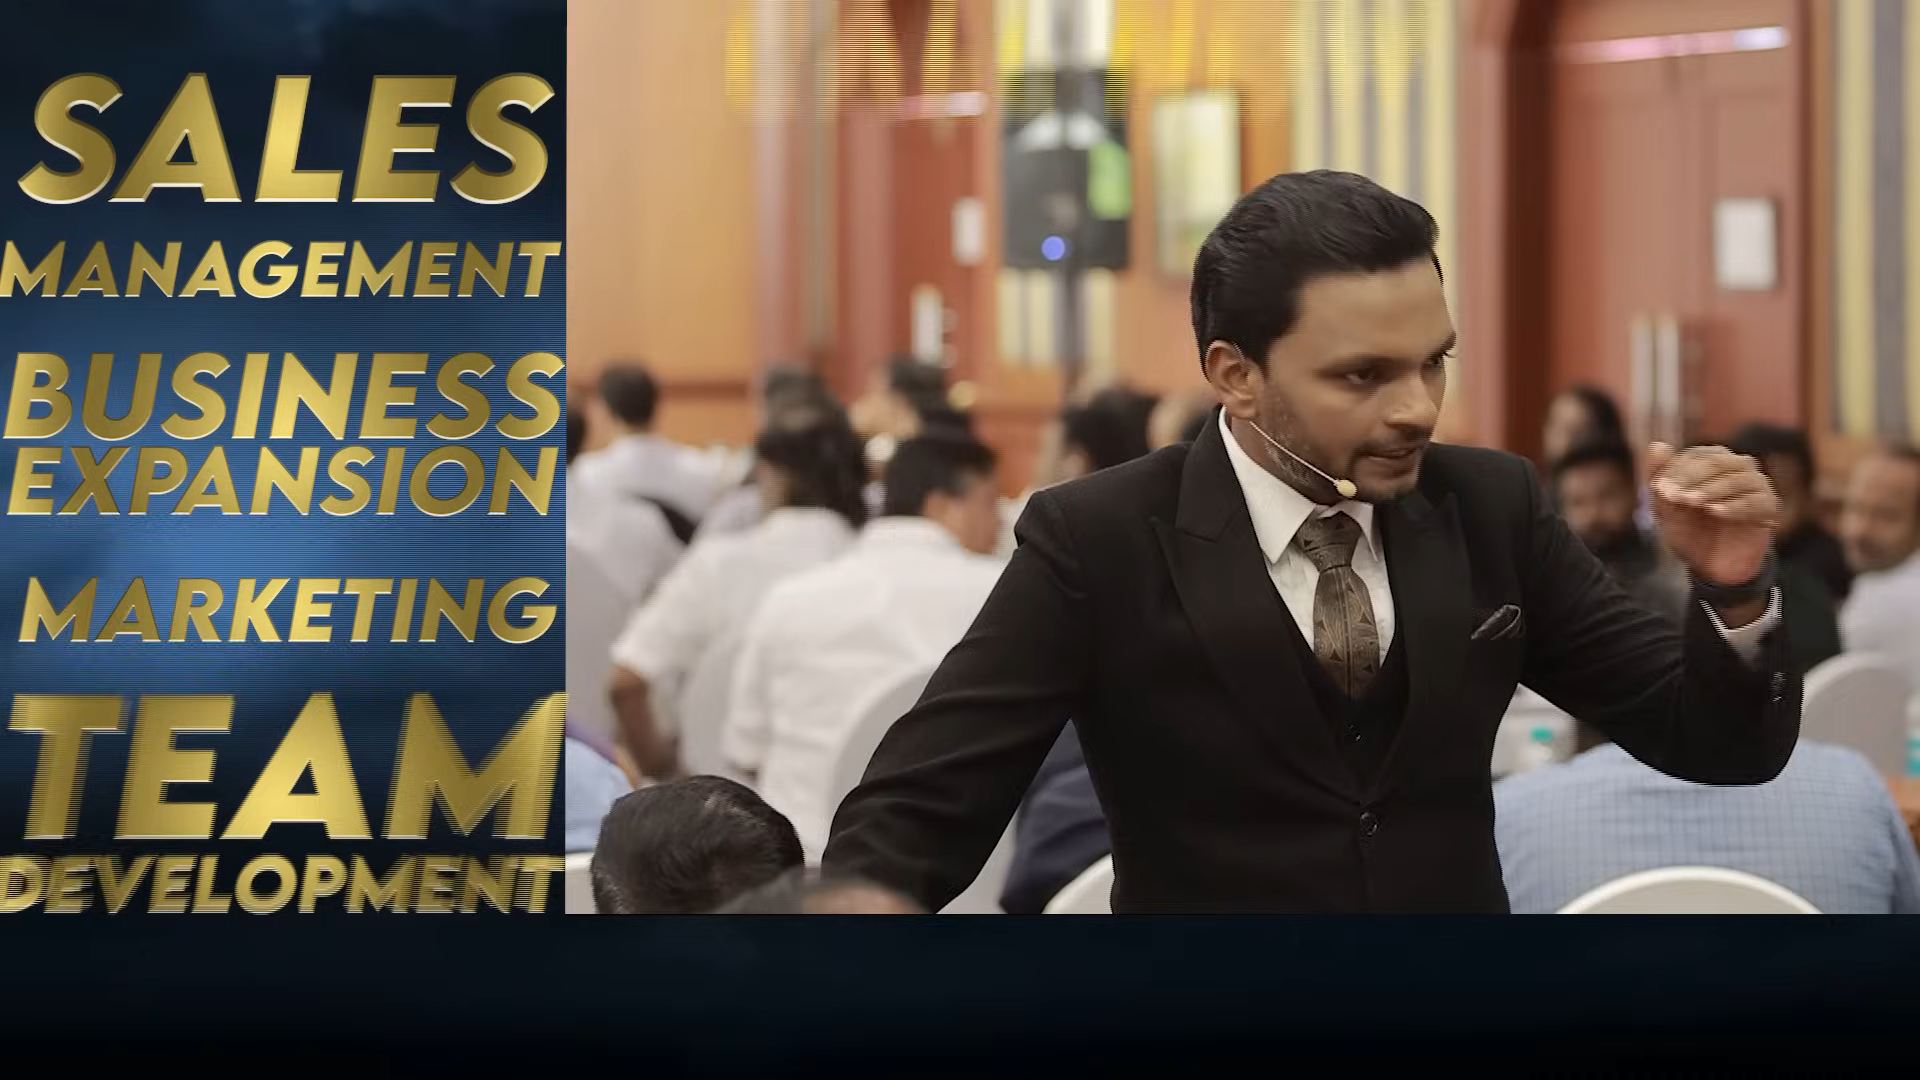 SALES
MANAGEMENT
BUSINESS
EXPANSION
MARKETING
TEAM
DEVELOPMENT